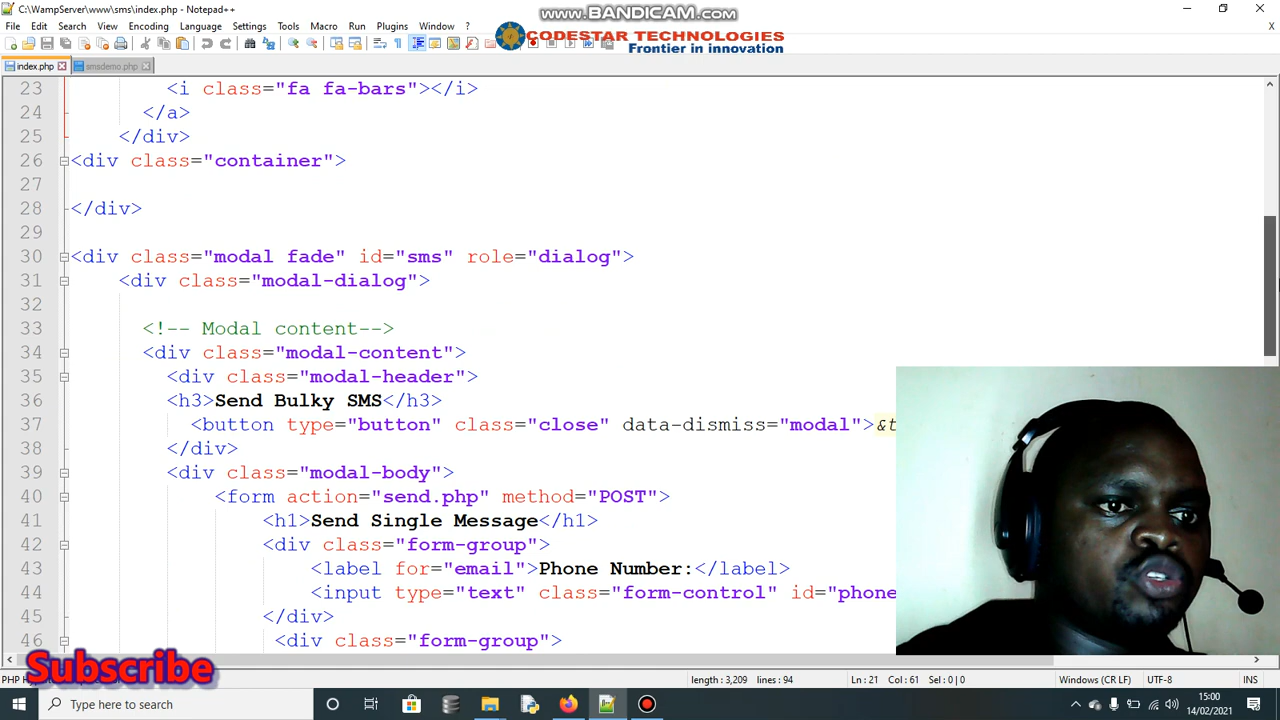 C:\WampServer\www\sms\index.php - Notepad++
www.BANDICAM.com
File Edit Search View Encoding Language Settings Tools Macro Run Plugins Window ?
CODESTAR TECHNOLOGIES
Frontier in innovation
index.php smsdemo.php
23 <i class="fa fa-bars"></i>
24 </a>
25 </div>
26 <div class="container">
27
28 </div>
29
30 <div class="modal fade" id="sms" role="dialog">
31 <div class="modal-dialog">
32
33 <!-- Modal content-->
34 <div class="modal-content">
35 <div class="modal-header">
36 <h3>Send Bulky SMS</h3>
37 <button type="button" class="close" data-dismiss="modal">&t
38 </div>
39 <div class="modal-body">
40 <form action="send.php" method="POST">
41 <h1>Send Single Message</h1>
42 <div class="form-group">
43 <label for="email">Phone Number:</label>
44 <input type="text" class="form-control" id="phone
45 </div>
46 <div class="form-group">
Subscribe
PHP Hyperte length : 3,209 lines : 94 Ln : 21 Col : 61 Sel : 0 | 0 Windows (CR LF) UTF-8 INS
Type here to search
15:00
14/02/2021